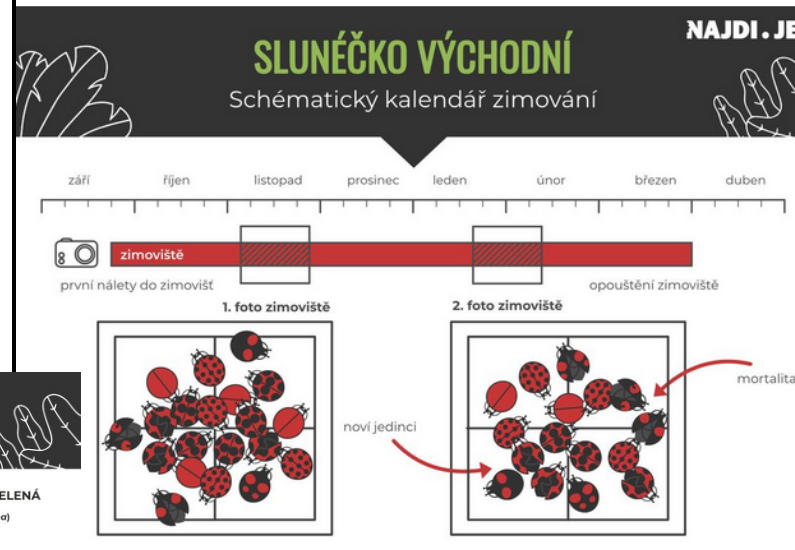 NAJDI.JE
SLUNÉČKO VÝCHODNÍ
Schématický kalendář zimování
září říjen listopad prosinec leden únor březen duben
zimoviště
první nálety do zimovišť opouštění zimoviště
1. foto zimoviště 2. foto zimoviště
mortalita
noví jedinci
ELENÁ
a)